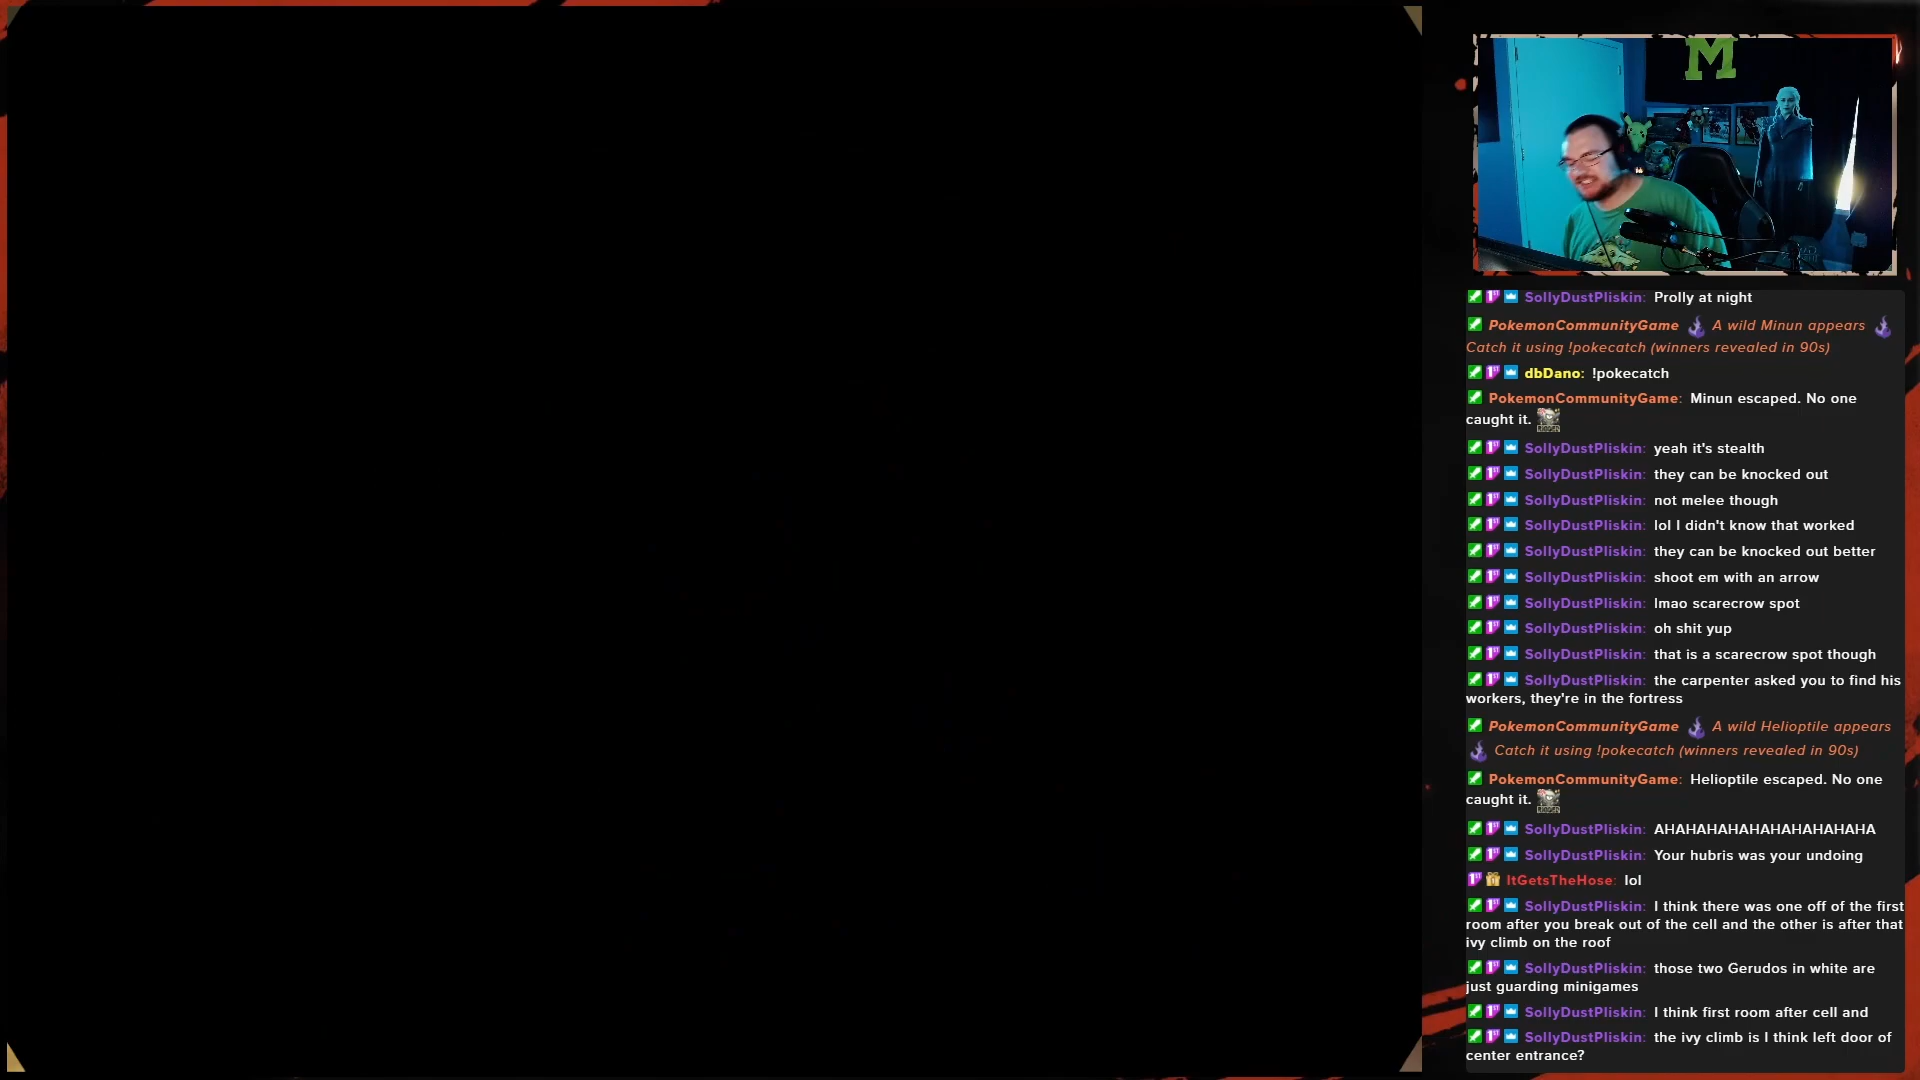 M
SollyDustPliskin: Prolly at night
PokemonCommunityGame A wild Minun appears
Catch it using !pokecatch (winners revealed in 90s)
dbDano: !pokecatch
PokemonCommunityGame: Minun escaped. No one
caught it.
SollyDustPliskin: yeah it's stealth
SollyDustPliskin: they can be knocked out
SollyDustPliskin: not melee though
SollyDustPliskin: lol I didn't know that worked
SollyDustPliskin: they can be knocked out better
SollyDustPliskin: shoot em with an arrow
SollyDustPliskin: lmao scarecrow spot
SollyDustPliskin: oh shit yup
SollyDustPliskin: that is a scarecrow spot though
SollyDustPliskin: the carpenter asked you to find his
workers, they're in the fortress
PokemonCommunityGame A wild Helioptile appears
Catch it using !pokecatch (winners revealed in 90s)
PokemonCommunityGame: Helioptile escaped. No one
caught it.
SollyDustPliskin: AHAHAHAHAHAHAHAHAHAHA
SollyDustPliskin: Your hubris was your undoing
ItGetsTheHose: lol
SollyDustPliskin: I think there was one off of the first
room after you break out of the cell and the other is after that
ivy climb on the roof
SollyDustPliskin: those two Gerudos in white are
just guarding minigames
SollyDustPliskin: I think first room after cell and
SollyDustPliskin: the ivy climb is I think left door of
center entrance?